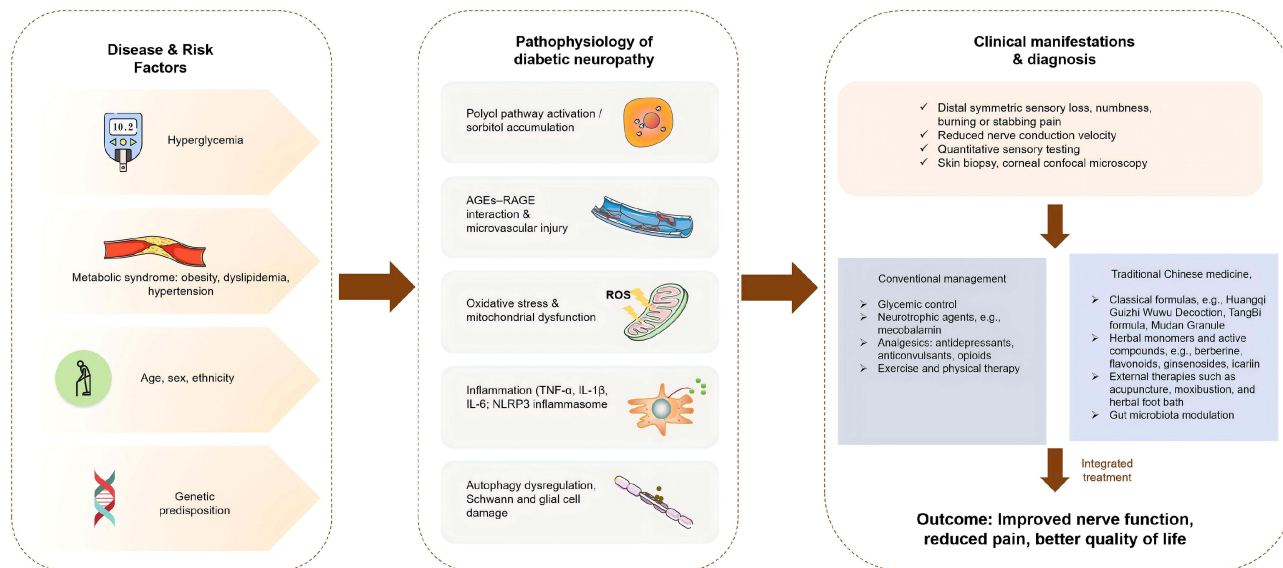 Disease & Risk
Factors
10.2
Hyperglycemia
Metabolic syndrome: obesity, dyslipidemia,
hypertension
Age, sex, ethnicity
Genetic
predisposition
Pathophysiology of
diabetic neuropathy
Polyol pathway activation /
sorbitol accumulation
AGEs–RAGE
interaction &
microvascular injury
Oxidative stress &
mitochondrial dysfunction
ROS
Inflammation (TNF-α, IL-1β,
IL-6; NLRP3 inflammasome
Autophagy dysregulation,
Schwann and glial cell
damage
Clinical manifestations
& diagnosis
✓ Distal symmetric sensory loss, numbness,
burning or stabbing pain
✓ Reduced nerve conduction velocity
✓ Quantitative sensory testing
✓ Skin biopsy, corneal confocal microscopy
Conventional management
➢ Glycemic control
➢ Neurotrophic agents, e.g.,
mecobalamin
➢ Analgesics: antidepressants,
anticonvulsants, opioids
➢ Exercise and physical therapy
Traditional Chinese medicine,
➢ Classical formulas, e.g., Huangqi
Guizhi Wuwu Decoction, TangBi
formula, Mudan Granule
➢ Herbal monomers and active
compounds, e.g., berberine,
flavonoids, ginsenosides, icariin
➢ External therapies such as
acupuncture, moxibustion, and
herbal foot bath
➢ Gut microbiota modulation
Integrated
treatment
Outcome: Improved nerve function,
reduced pain, better quality of life